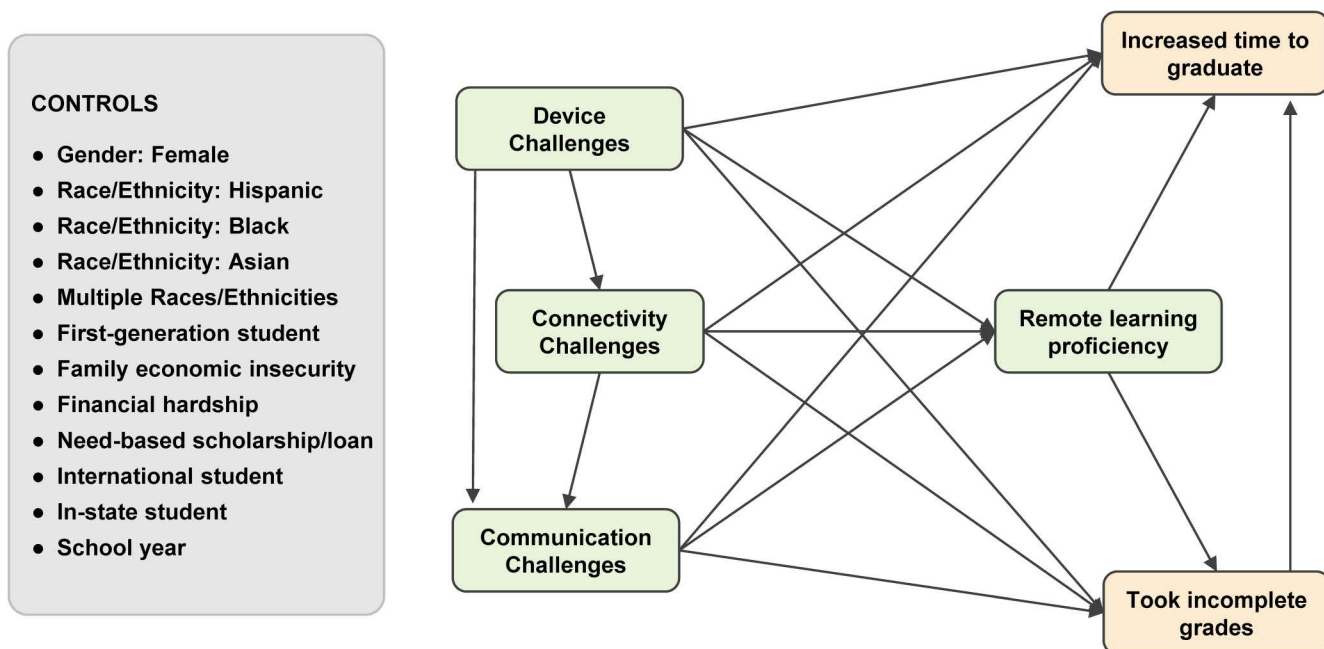 CONTROLS
● Gender: Female
● Race/Ethnicity: Hispanic
● Race/Ethnicity: Black
● Race/Ethnicity: Asian
● Multiple Races/Ethnicities
● First-generation student
● Family economic insecurity
● Financial hardship
● Need-based scholarship/loan
● International student
● In-state student
● School year
Device
Challenges
Connectivity
Challenges
Communication
Challenges
Increased time to
graduate
Remote learning
proficiency
Took incomplete
grades